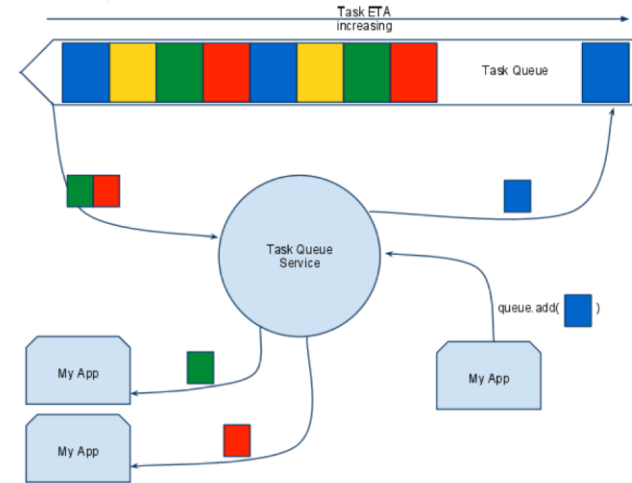 Task ETA
increasing
Task Queue
Task Queue
Service
queue.add( )
My App
My App
My App